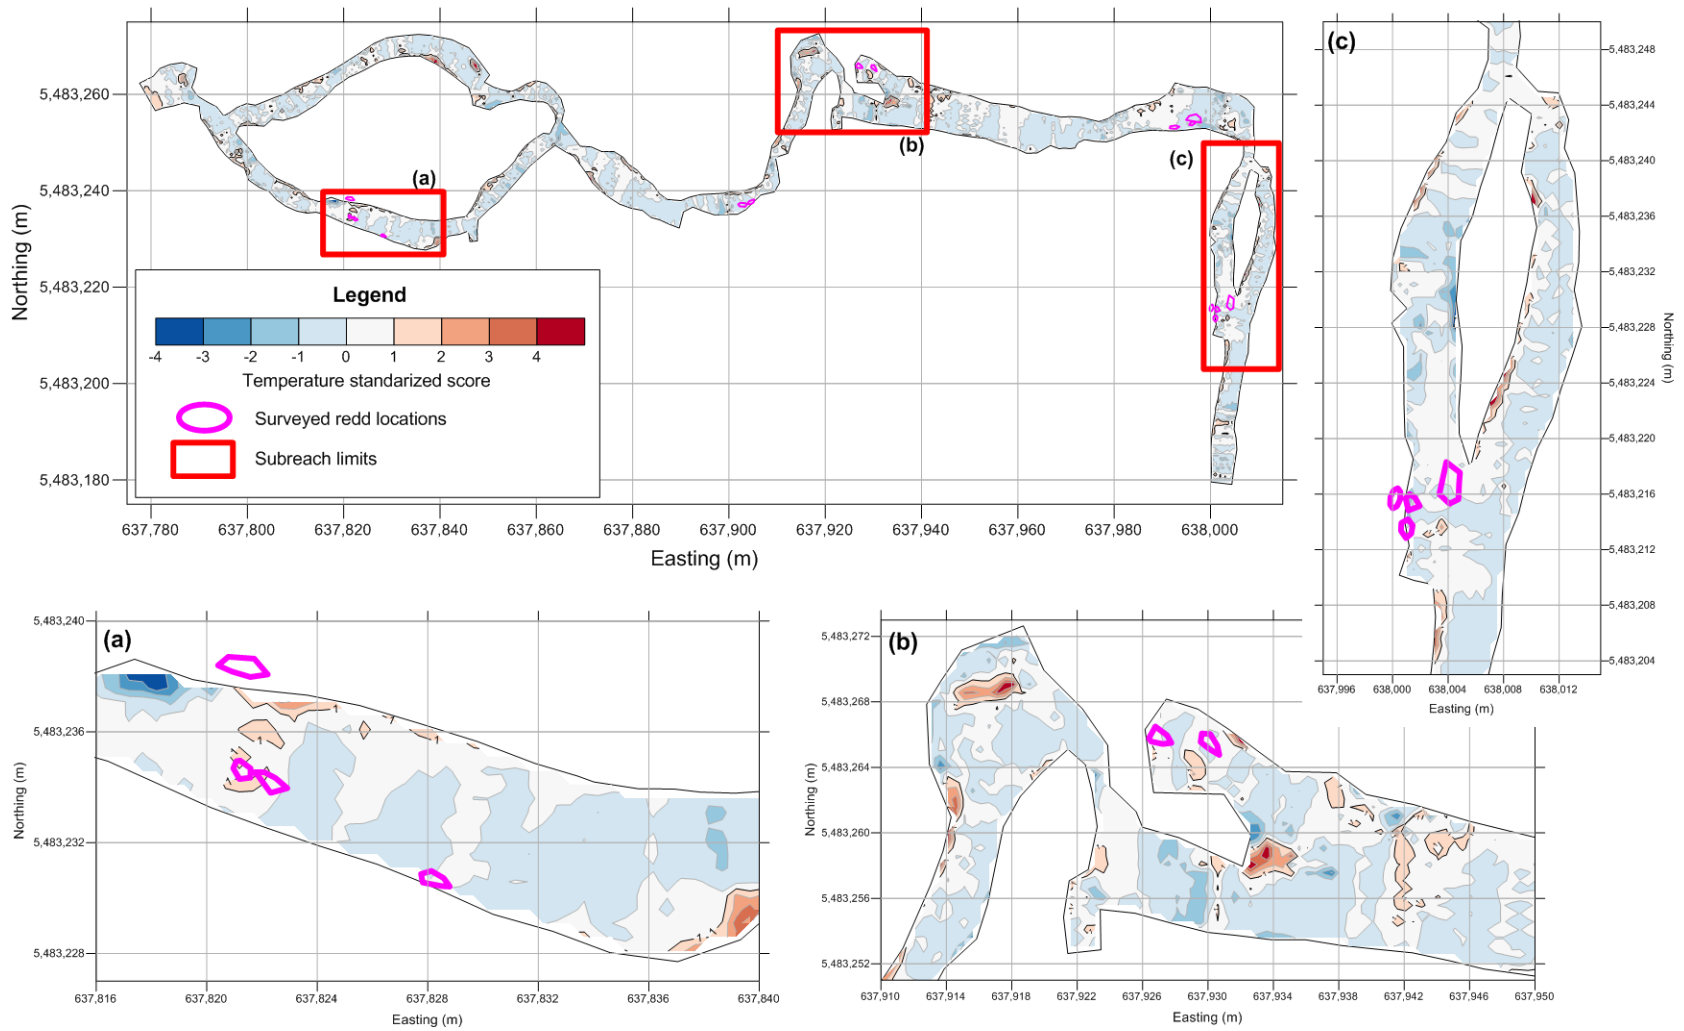 5,483,260
5,483,240
5,483,220
5,483,200
5,483,180
Northing (m)
(a)
(b)
(c)
Legend
-4 -3 -2 -1 0 1 2 3 4
Temperature standarized score
Surveyed redd locations
Subreach limits
637,780 637,800 637,820 637,840 637,860 637,880 637,900 637,920 637,940 637,960 637,980 638,000
Easting (m)
(c)
5,483,248
5,483,244
5,483,240
5,483,236
5,483,232
5,483,228
5,483,224
5,483,220
5,483,216
5,483,212
5,483,208
5,483,204
Northing (m)
637,996 638,000 638,004 638,008 638,012
Easting (m)
(a)
5,483,240
5,483,236
5,483,232
5,483,228
Northing (m)
1
1
1
1
1 1
637,816 637,820 637,824 637,828 637,832 637,836 637,840
Easting (m)
(b)
5,483,272
5,483,268
5,483,264
5,483,260
5,483,256
5,483,252
Northing (m)
637,910 637,914 637,918 637,922 637,926 637,930 637,934 637,938 637,942 637,946 637,950
Easting (m)